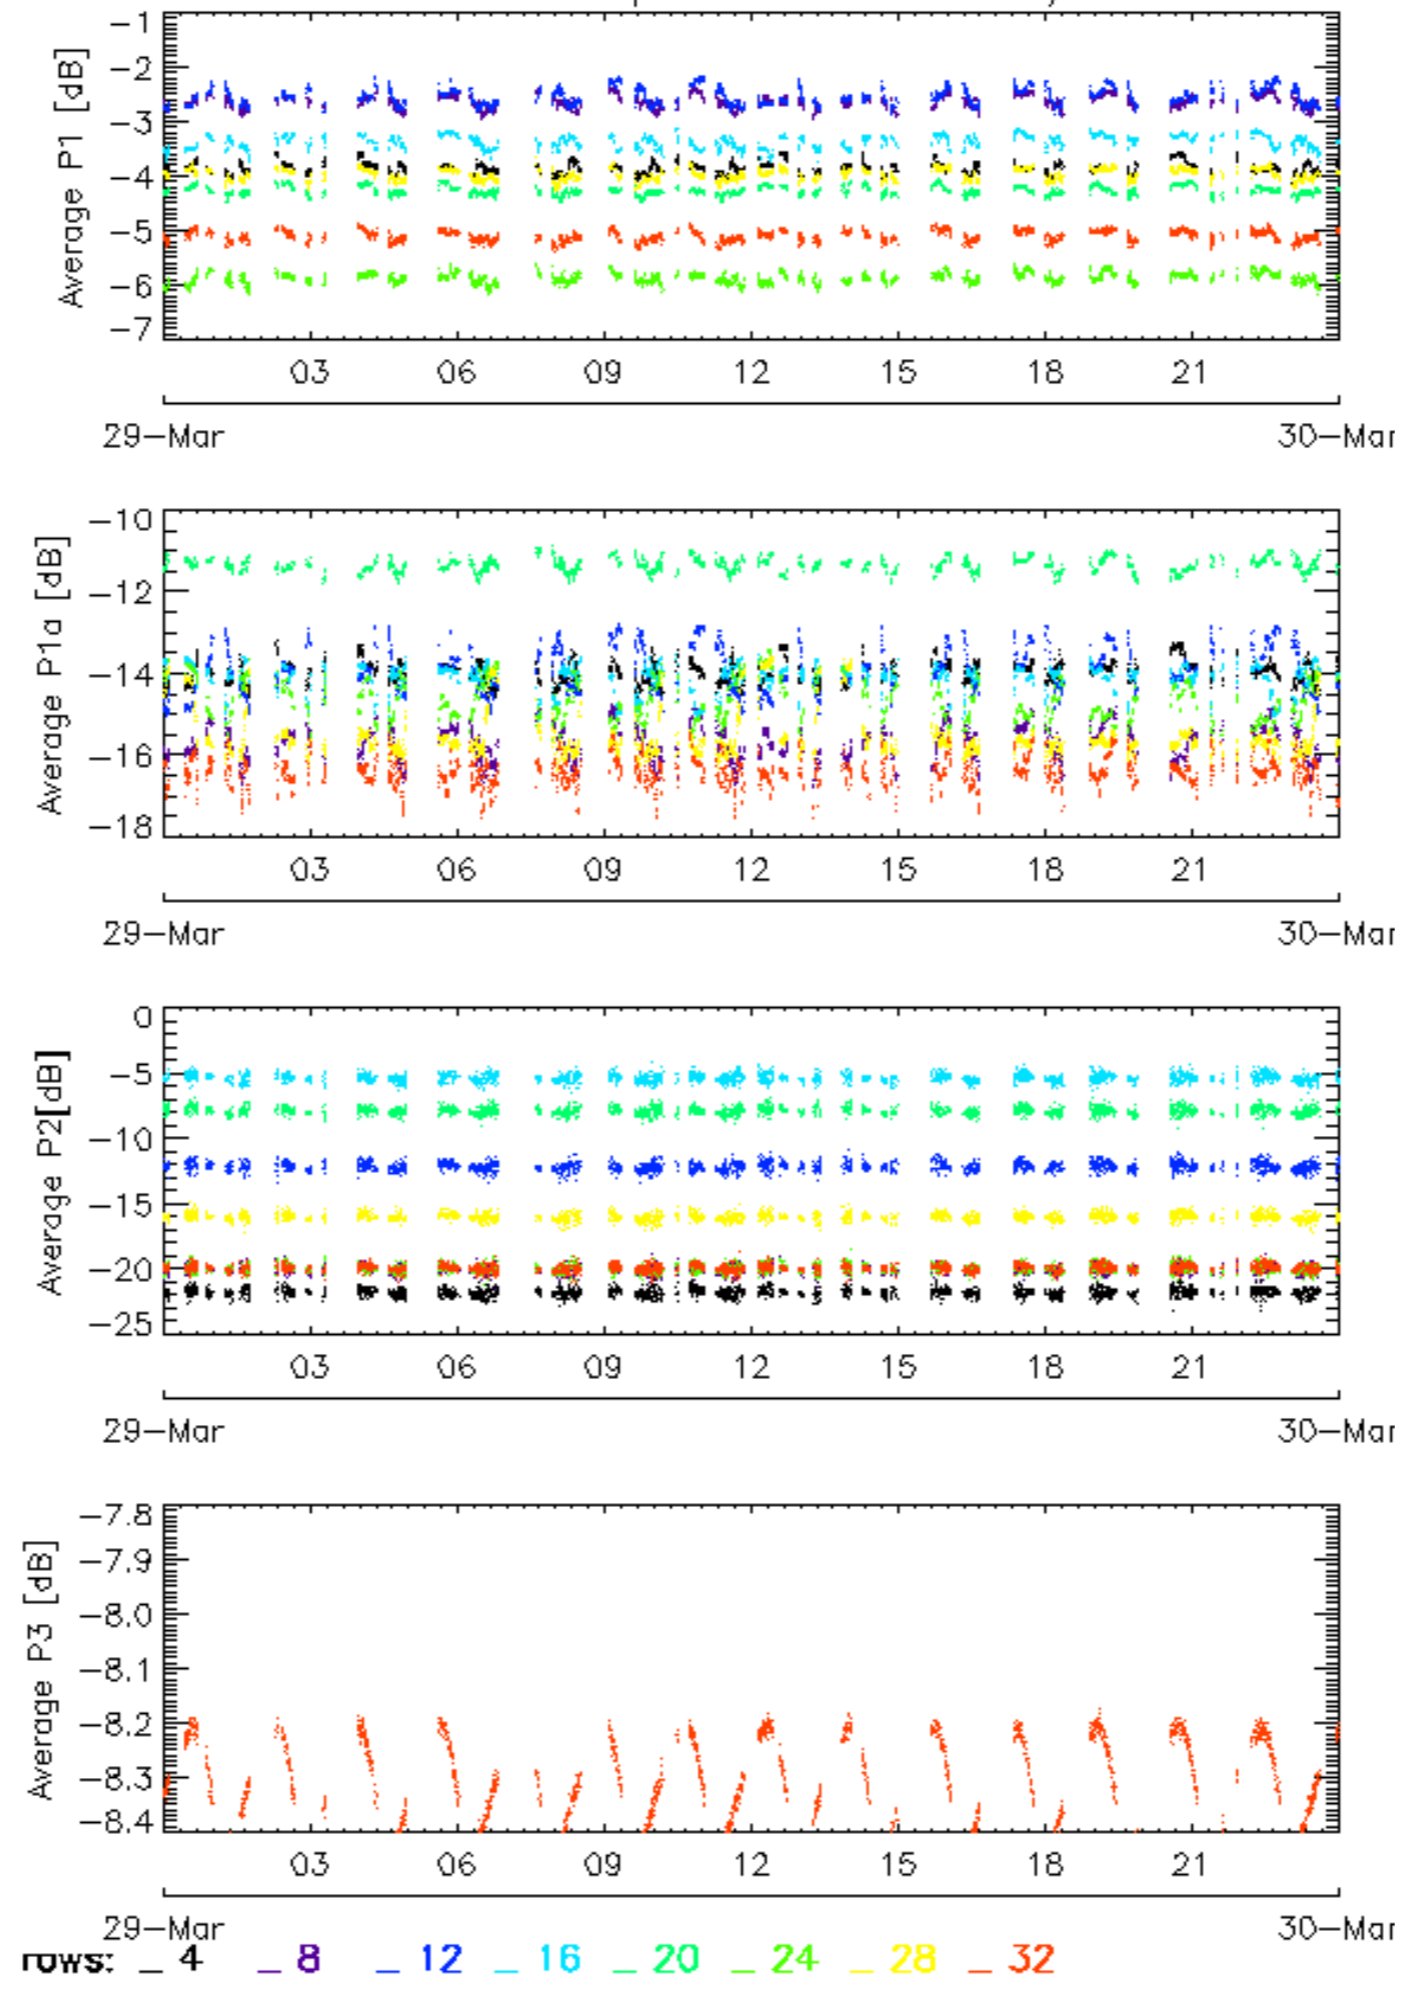 Average P1 [dB]
-1
-2
-3
-4
-5
-6
-7
03 06 09 12 15 18 21
29-Mar 30-Mar
Average P1a [dB]
-10
-12
-14
-16
-18
03 06 09 12 15 18 21
29-Mar 30-Mar
Average P2[dB]
0
-5
-10
-15
-20
-25
03 06 09 12 15 18 21
29-Mar 30-Mar
Average P3 [dB]
-7.8
-7.9
-8.0
-8.1
-8.2
-8.3
-8.4
03 06 09 12 15 18 21
29-Mar 30-Mar
rows: _ 4 _ 8 _ 12 _ 16 _ 20 _ 24 _ 28 _ 32